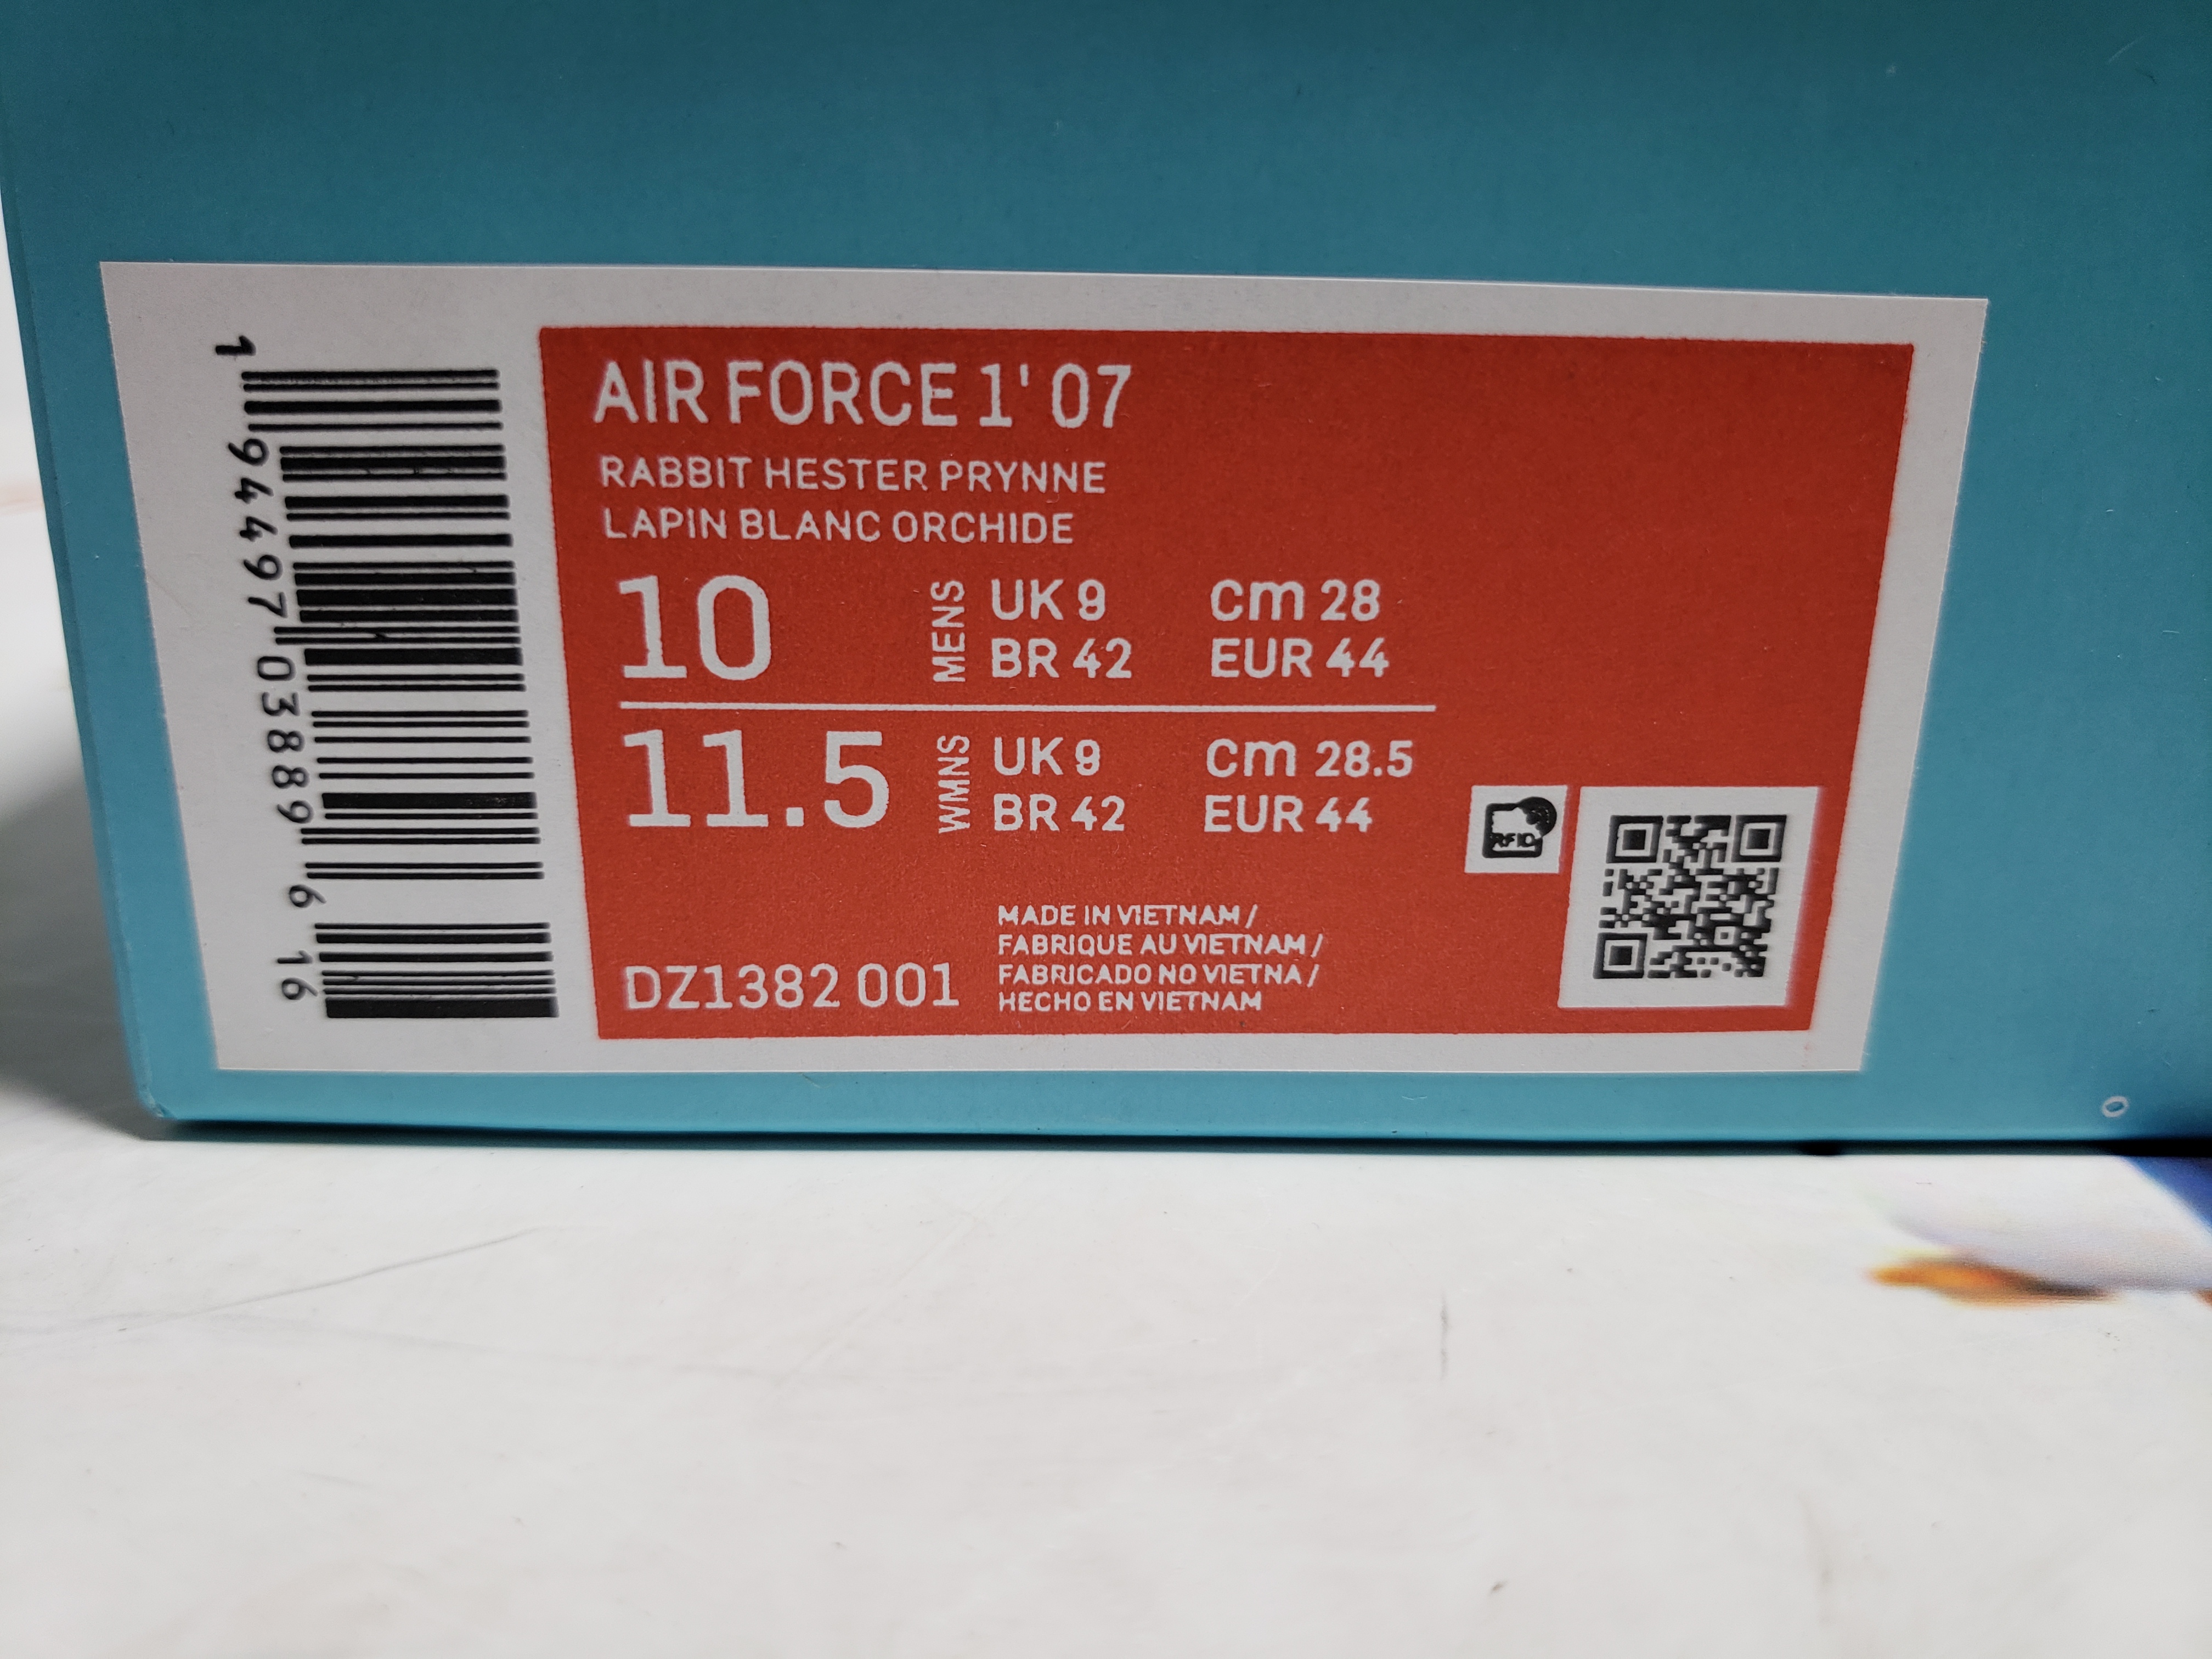 1 94497 03889 6 16
AIR FORCE 1' 07
RABBIT HESTER PRYNNE
LAPIN BLANC ORCHIDE
10 MENS UK 9 Cm 28
BR 42 EUR 44
11.5 WMNS UK 9 Cm 28.5
BR 42 EUR 44
RFID
MADE IN VIETNAM /
FABRIQUE AU VIETNAM /
FABRICADO NO VIETNA /
HECHO EN VIETNAM
DZ1382 001